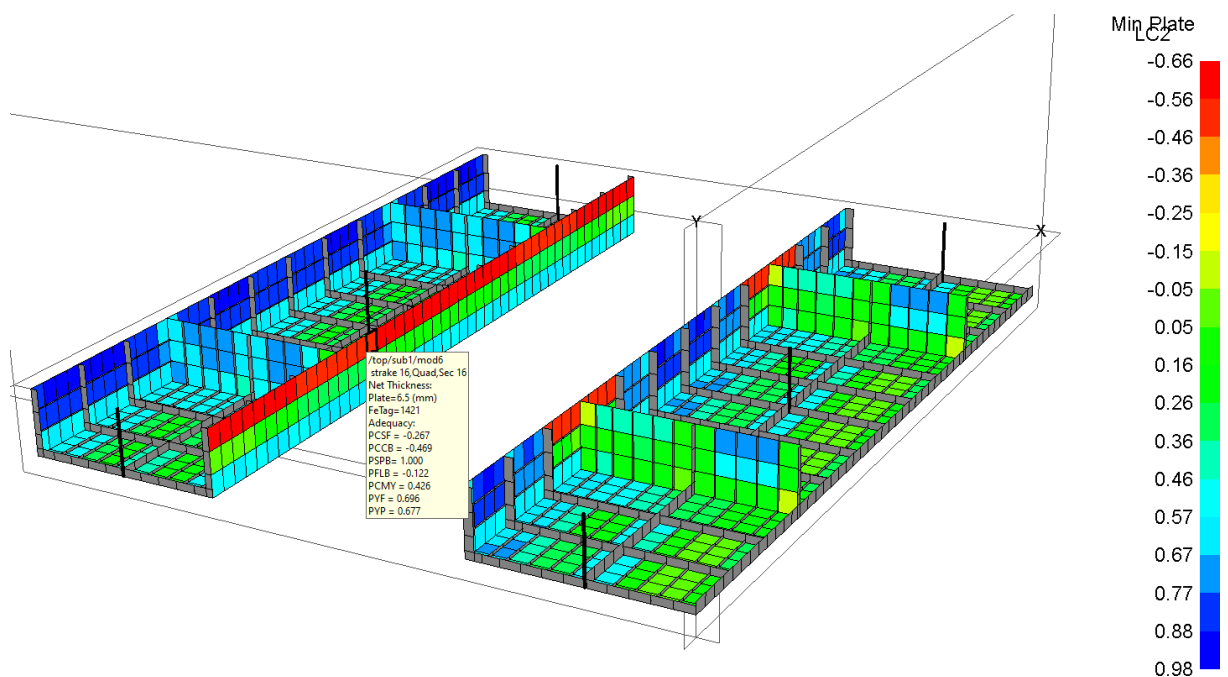 Min Plate
LC2
-0.66
-0.56
-0.46
-0.36
-0.25
-0.15
-0.05
0.05
0.16
0.26
0.36
0.46
0.57
0.67
0.77
0.88
0.98
Y
X
/top/sub1/mod6
strake 16,Quad,Sec 16
Net Thickness:
Plate=6.5 (mm)
FeTag=1421
Adequacy:
PCSF = -0.267
PCCB = -0.469
PSPB= 1.000
PFLB = -0.122
PCMY = 0.426
PYF = 0.696
PYP = 0.677